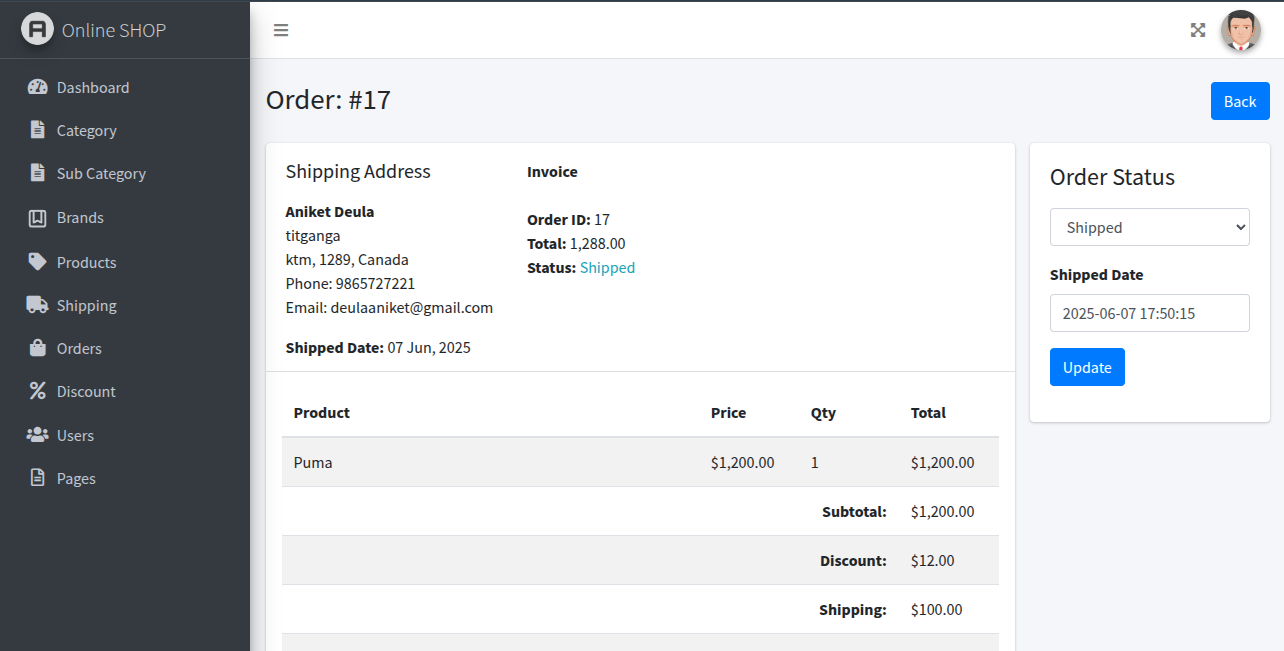 Online SHOP
Dashboard
Category
Sub Category
Brands
Products
Shipping
Orders
Discount
Users
Pages
Order: #17
Back
Shipping Address
Aniket Deula
titganga
ktm, 1289, Canada
Phone: 9865727221
Email: deulaaniket@gmail.com
Shipped Date: 07 Jun, 2025
Invoice
Order ID: 17
Total: 1,288.00
Status: Shipped
Product Price Qty Total
Puma $1,200.00 1 $1,200.00
Subtotal: $1,200.00
Discount: $12.00
Shipping: $100.00
Order Status
Shipped
Shipped Date
2025-06-07 17:50:15
Update